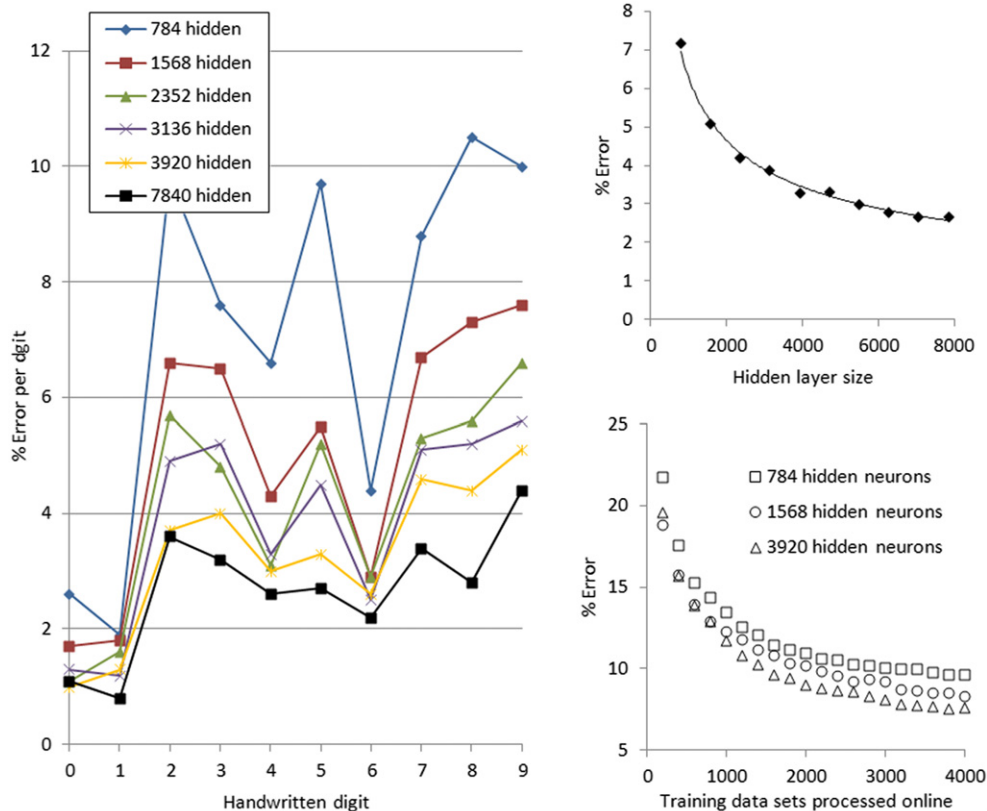 784 hidden
1568 hidden
2352 hidden
3136 hidden
3920 hidden
7840 hidden
12
10
8
6
4
2
0
% Error per dgit
0 1 2 3 4 5 6 7 8 9
Handwritten digit
8
7
6
5
4
3
2
1
0
% Error
0 2000 4000 6000 8000
Hidden layer size
25
20
15
10
5
% Error
784 hidden neurons
1568 hidden neurons
3920 hidden neurons
0 1000 2000 3000 4000
Training data sets processed online